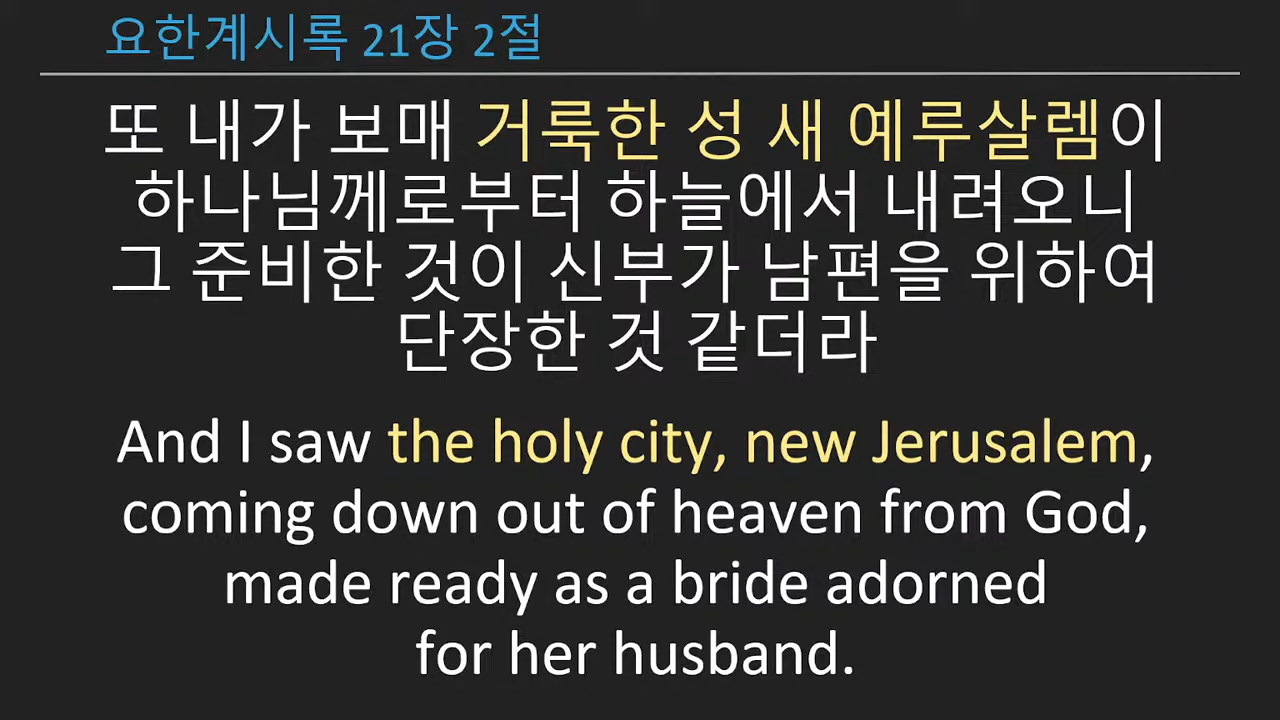 요한계시록 21장 2절
또 내가 보매 거룩한 성 새 예루살렘이
하나님께로부터 하늘에서 내려오니
그 준비한 것이 신부가 남편을 위하여
단장한 것 같더라
And I saw the holy city, new Jerusalem,
coming down out of heaven from God,
made ready as a bride adorned
for her husband.